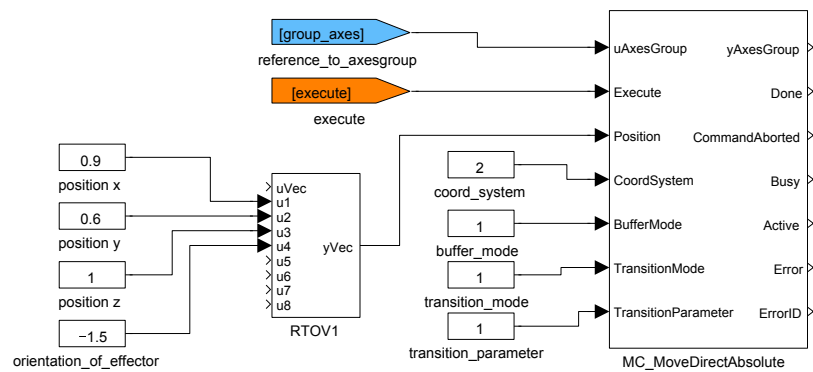 [group_axes]
reference_to_axesgroup
[execute]
execute
0.9
position x
0.6
position y
1
position z
−1.5
orientation_of_effector
uVec
u1
u2
u3
u4
u5
u6
u7
u8
yVec
RTOV1
2
coord_system
1
buffer_mode
1
transition_mode
1
transition_parameter
uAxesGroup yAxesGroup
Execute Done
Position CommandAborted
CoordSystem Busy
BufferMode Active
TransitionMode Error
TransitionParameter ErrorID
MC_MoveDirectAbsolute